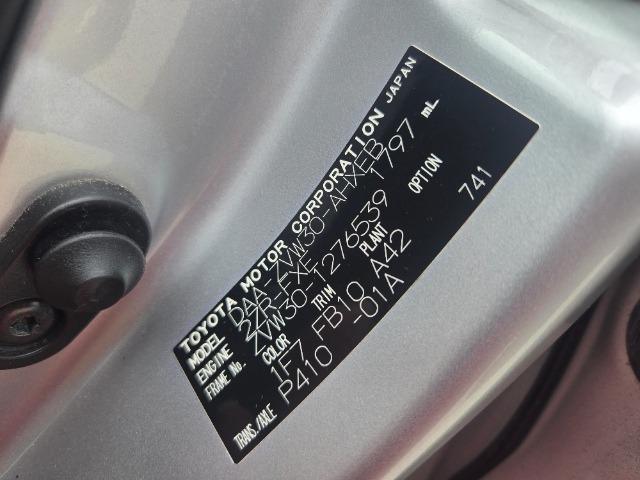 TOYOTA MOTOR CORPORATION JAPAN
MODEL DAA-ZVW30-AHXEB
ENGINE 2ZR-FXE 1797 mL
FRAME No. ZVW30-1276539
COLOR TRIM PLANT OPTION
1F7 FB10 A42 741
TRANS./AXLE P410 -01A